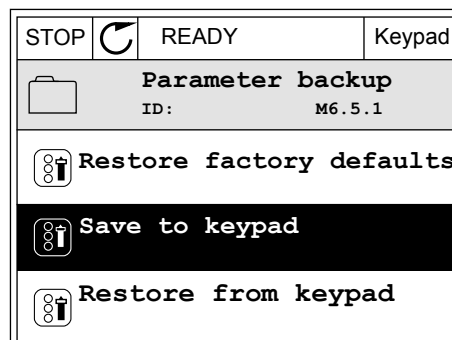 STOP READY Keypad
Parameter backup
ID: M6.5.1
Restore factory defaults
Save to keypad
Restore from keypad